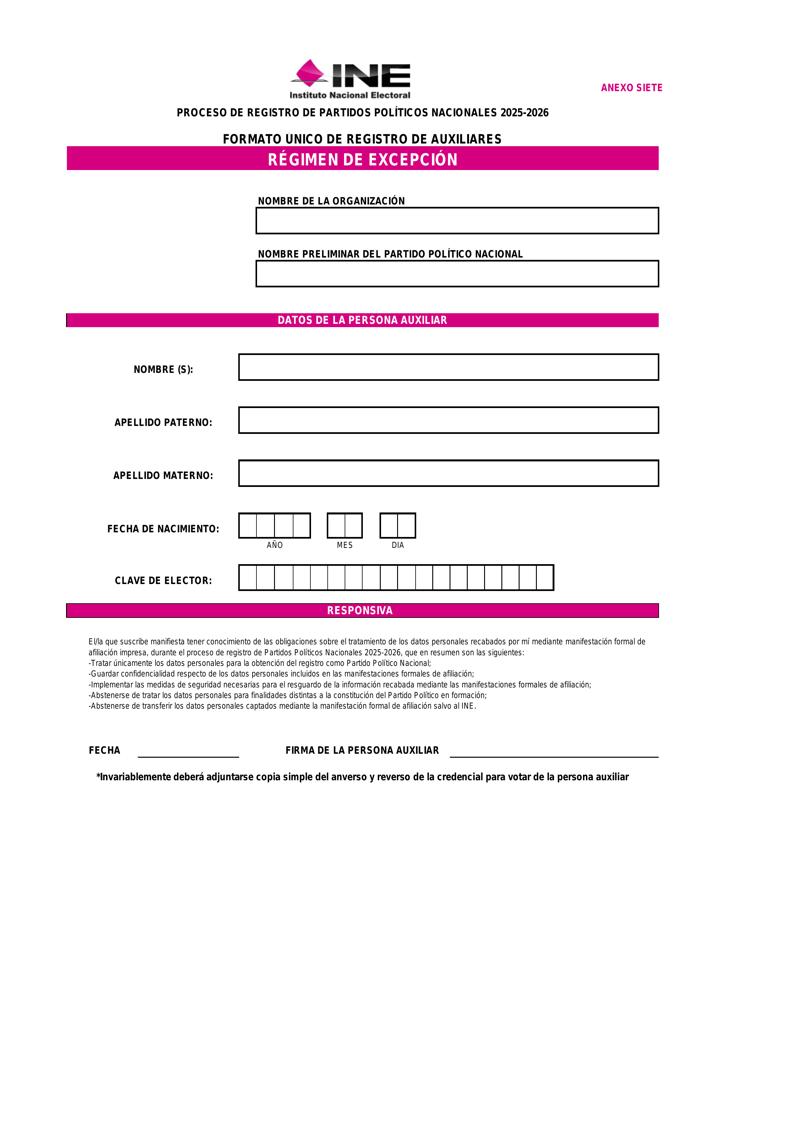 INE
Instituto Nacional Electoral
ANEXO SIETE
PROCESO DE REGISTRO DE PARTIDOS POLÍTICOS NACIONALES 2025-2026
FORMATO UNICO DE REGISTRO DE AUXILIARES
RÉGIMEN DE EXCEPCIÓN
NOMBRE DE LA ORGANIZACIÓN
NOMBRE PRELIMINAR DEL PARTIDO POLÍTICO NACIONAL
DATOS DE LA PERSONA AUXILIAR
NOMBRE (S):
APELLIDO PATERNO:
APELLIDO MATERNO:
FECHA DE NACIMIENTO:
AÑO MES DIA
CLAVE DE ELECTOR:
RESPONSIVA
El/la que suscribe manifiesta tener conocimiento de las obligaciones sobre el tratamiento de los datos personales recabados por mí mediante manifestación formal de
afiliación impresa, durante el proceso de registro de Partidos Políticos Nacionales 2025-2026, que en resumen son las siguientes:
-Tratar únicamente los datos personales para la obtención del registro como Partido Político Nacional;
-Guardar confidencialidad respecto de los datos personales incluidos en las manifestaciones formales de afiliación;
-Implementar las medidas de seguridad necesarias para el resguardo de la información recabada mediante las manifestaciones formales de afiliación;
-Abstenerse de tratar los datos personales para finalidades distintas a la constitución del Partido Político en formación;
-Abstenerse de transferir los datos personales captados mediante la manifestación formal de afiliación salvo al INE.
FECHA FIRMA DE LA PERSONA AUXILIAR
*Invariablemente deberá adjuntarse copia simple del anverso y reverso de la credencial para votar de la persona auxiliar